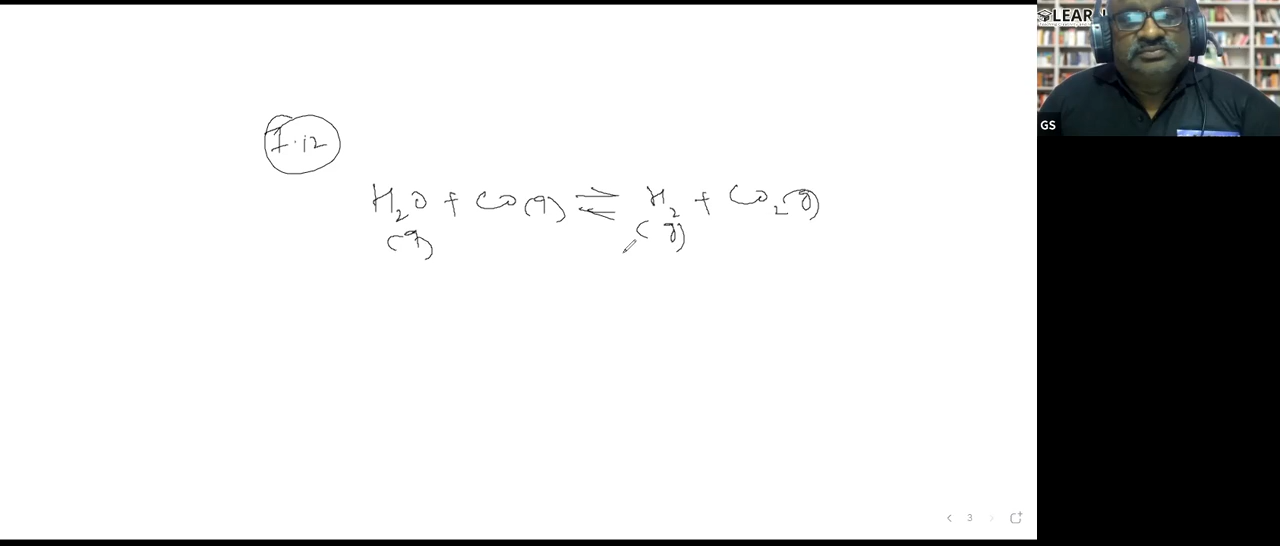 7.12
H₂O + CO(g) ⇌ H₂ + CO₂(g)
(g) (g)
LEAR
GS
3